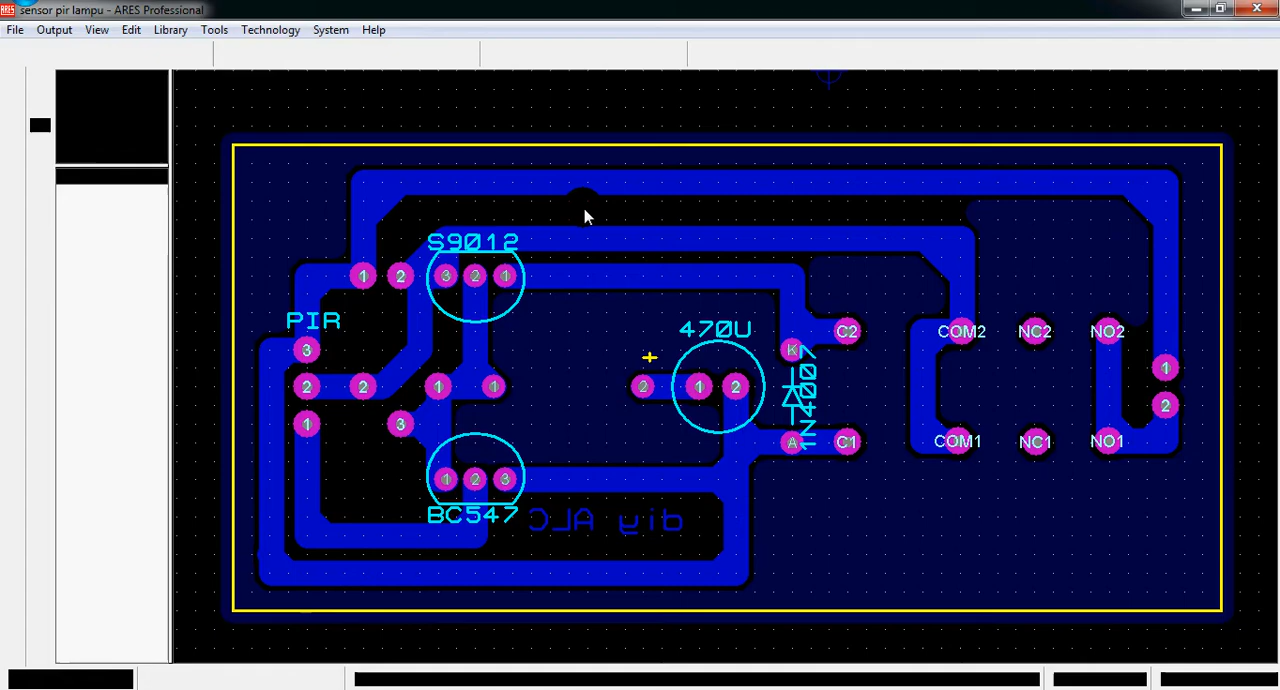 sensor pir lampu - ARES Professional
File Output View Edit Library Tools Technology System Help
S9012
1 2 3 2 1
PIR
3
470U
K C2 COM2 NC2 NO2
1
2 2 1 1 2 1 2
+
1N4007
2
1 3
A C1 COM1 NC1 NO1
1 2 3
BC547
diy ALC